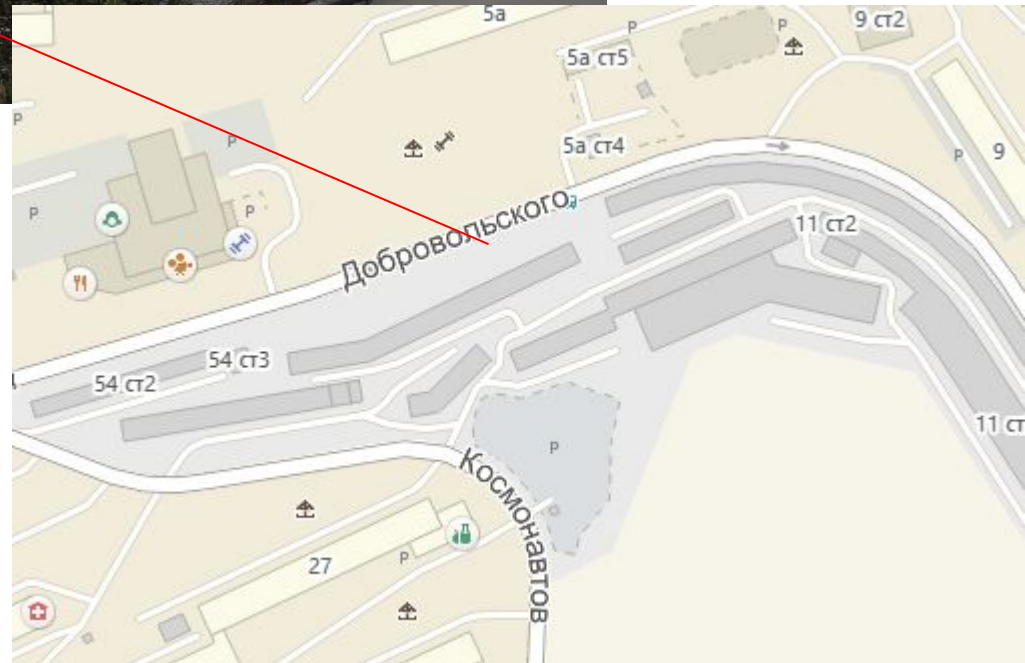 5а
P
9 ст2
P
5а ст5
P
P
5а ст4
P
9
P
P
Добровольского
11 ст2
54 ст3
54 ст2
11 ст
P
Космонавтов
P
27